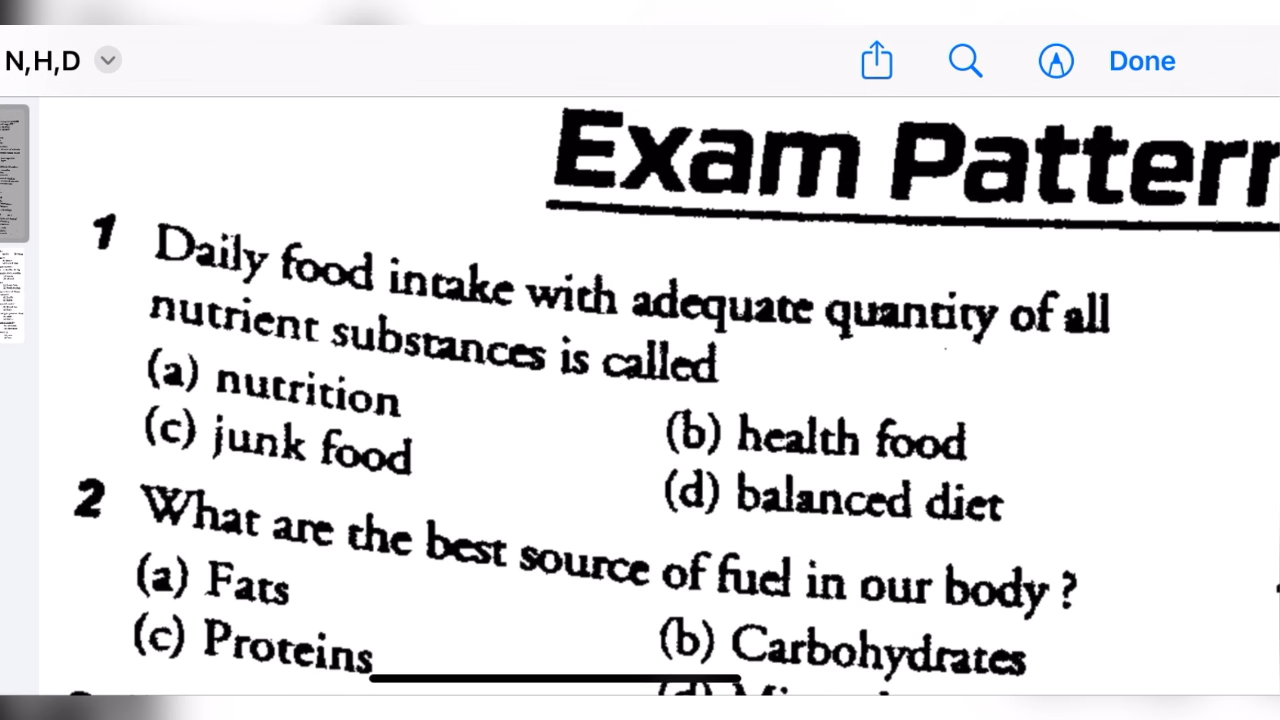 N,H,D
Done
Exam Pattern
1 Daily food intake with adequate quantity of all
nutrient substances is called
(a) nutrition
(b) health food
(c) junk food
(d) balanced diet
2 What are the best source of fuel in our body ?
(a) Fats
(b) Carbohydrates
(c) Proteins
(d)